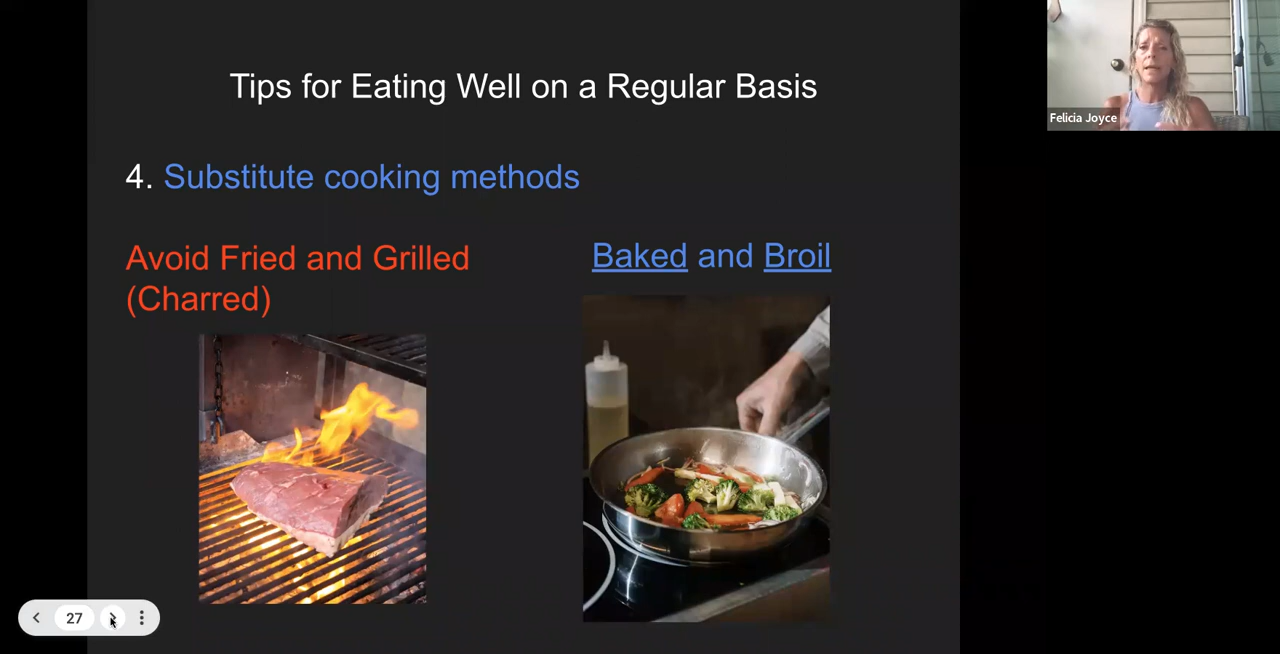 Tips for Eating Well on a Regular Basis
4. Substitute cooking methods
Avoid Fried and Grilled
(Charred)
Baked and Broil
Felicia Joyce
27